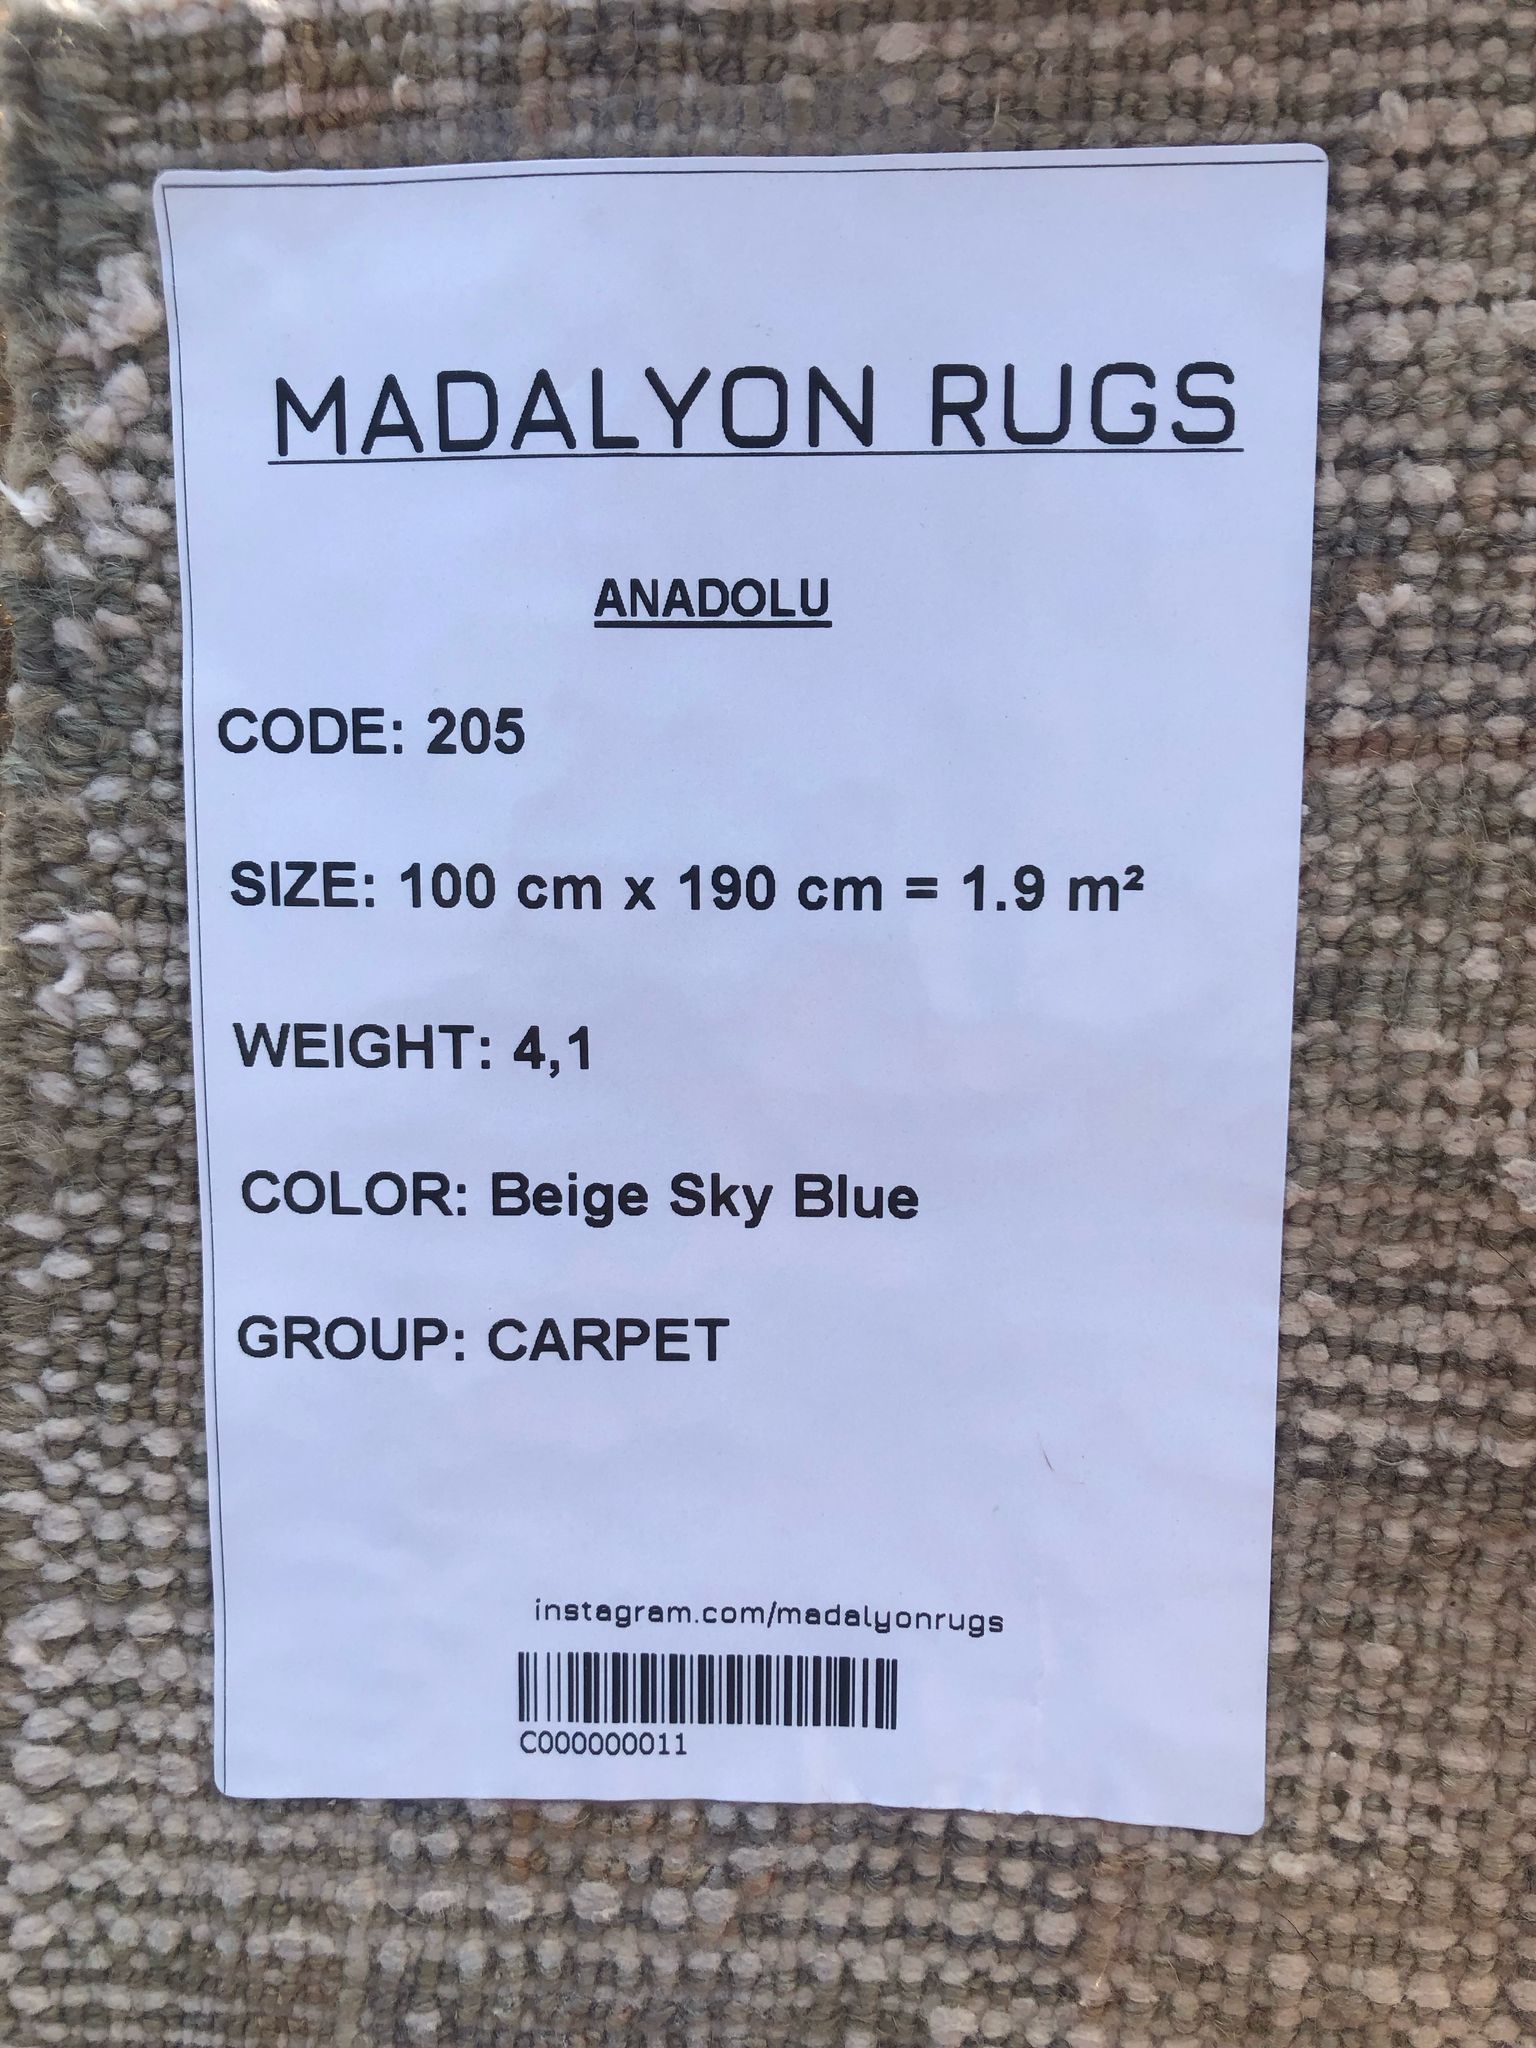 MADALYON RUGS
ANADOLU
CODE: 205
SIZE: 100 cm x 190 cm = 1.9 m²
WEIGHT: 4,1
COLOR: Beige Sky Blue
GROUP: CARPET
instagram.com/madalyonrugs
C000000011